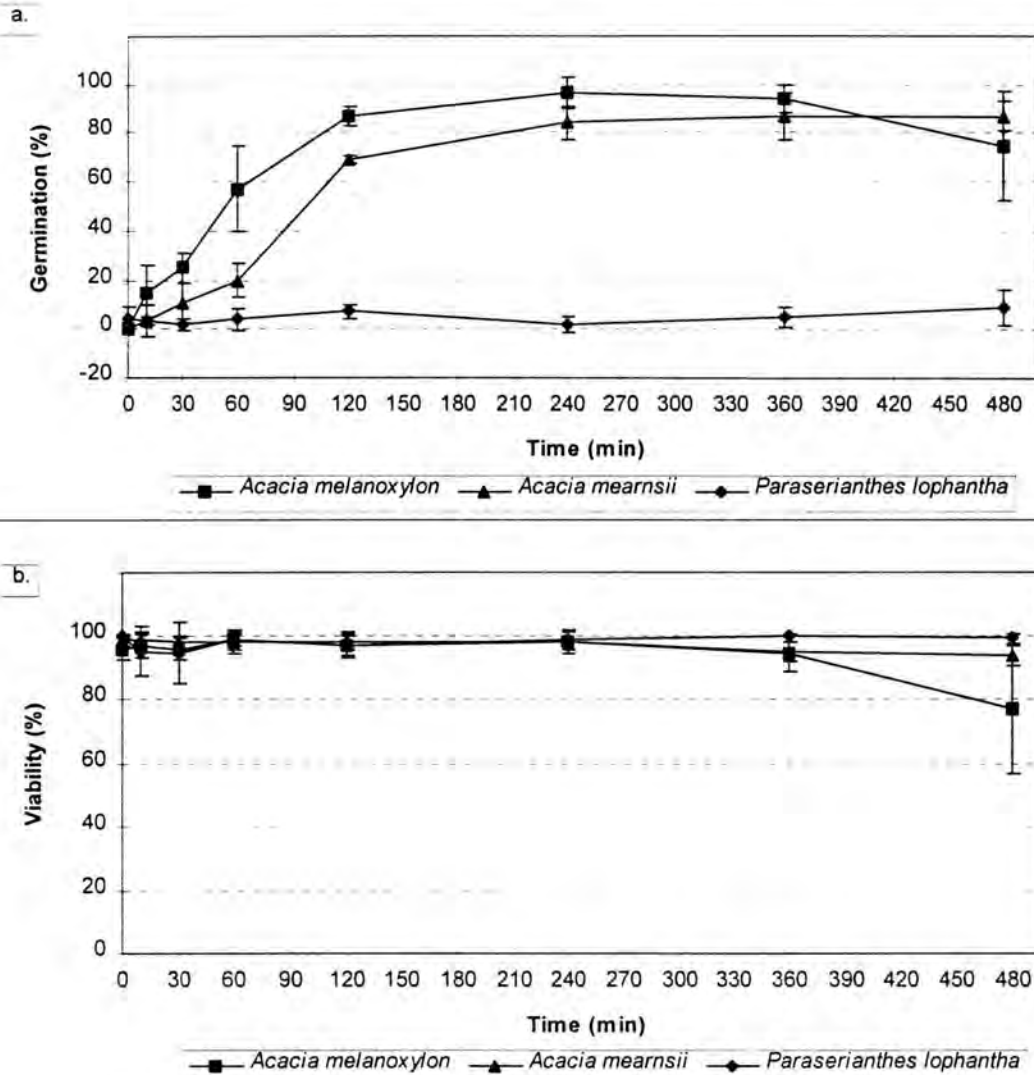 a.
100
80
60
40
20
0
-20
Germination (%)
0 30 60 90 120 150 180 210 240 270 300 330 360 390 420 450 480
Time (min)
Acacia melanoxylon Acacia mearnsii Paraserianthes lophantha
b.
100
80
60
40
20
0
Viability (%)
0 30 60 90 120 150 180 210 240 270 300 330 360 390 420 450 480
Time (min)
Acacia melanoxylon Acacia mearnsii Paraserianthes lophantha